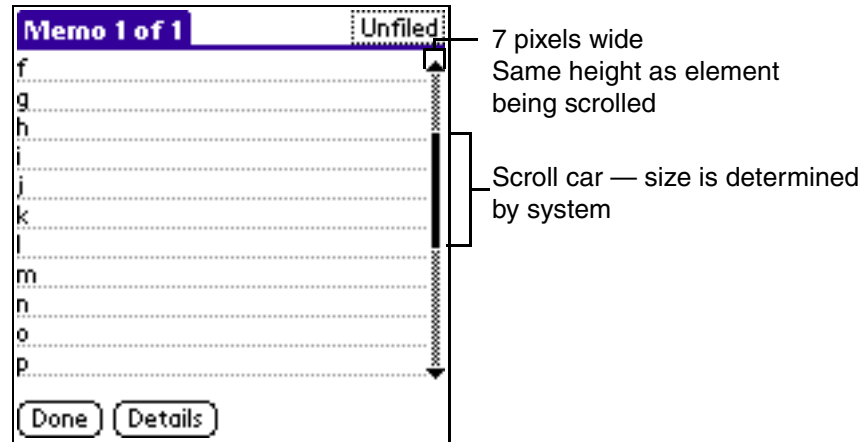 Memo 1 of 1
Unfiled
f
g
h
i
j
k
l
m
n
o
p
Done
Details
7 pixels wide
Same height as element
being scrolled
Scroll car — size is determined
by system